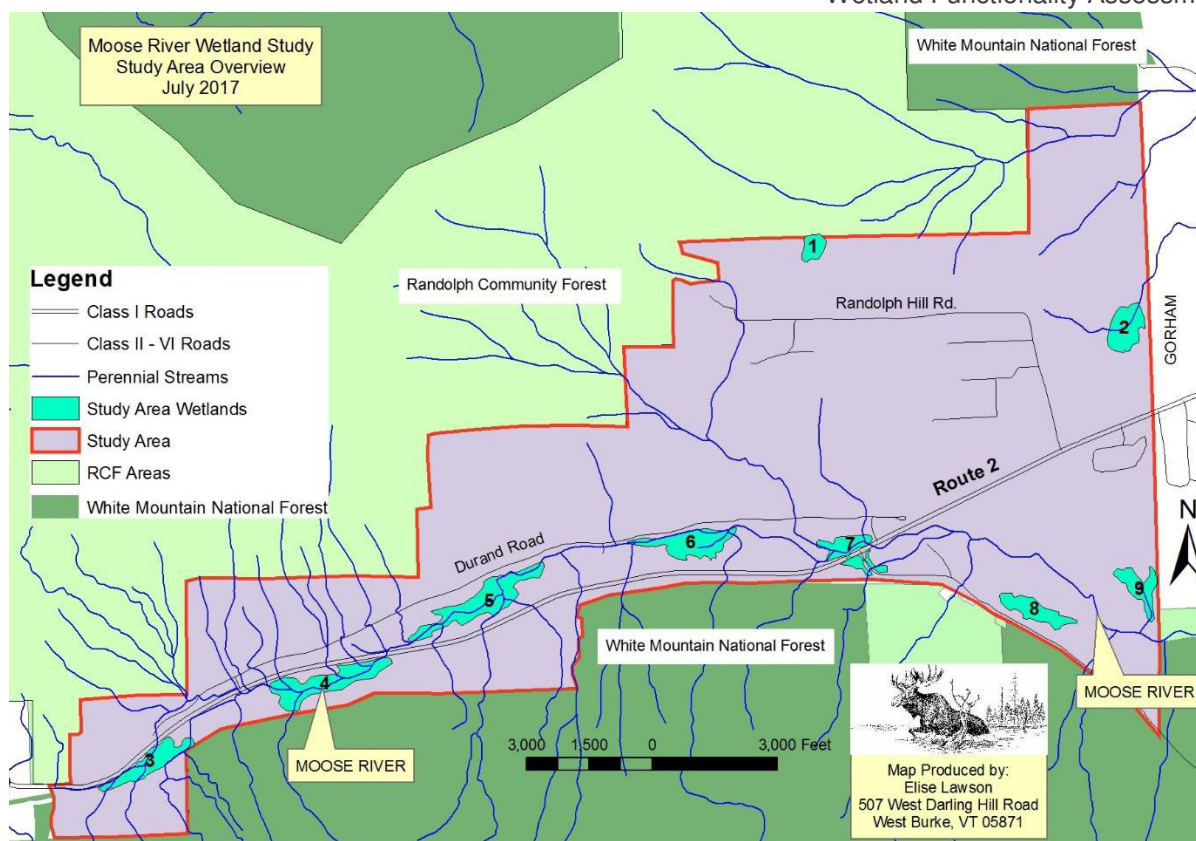 Moose River Wetland Study
Study Area Overview
July 2017
White Mountain National Forest
1
Randolph Community Forest
Randolph Hill Rd.
2
GORHAM
Legend
Class I Roads
Class II - VI Roads
Perennial Streams
Study Area Wetlands
Study Area
RCF Areas
White Mountain National Forest
Route 2
N
Durand Road
6
7
5
9
8
White Mountain National Forest
4
MOOSE RIVER
3
MOOSE RIVER
3,000 1,500 0 3,000 Feet
Map Produced by:
Elise Lawson
507 West Darling Hill Road
West Burke, VT 05871